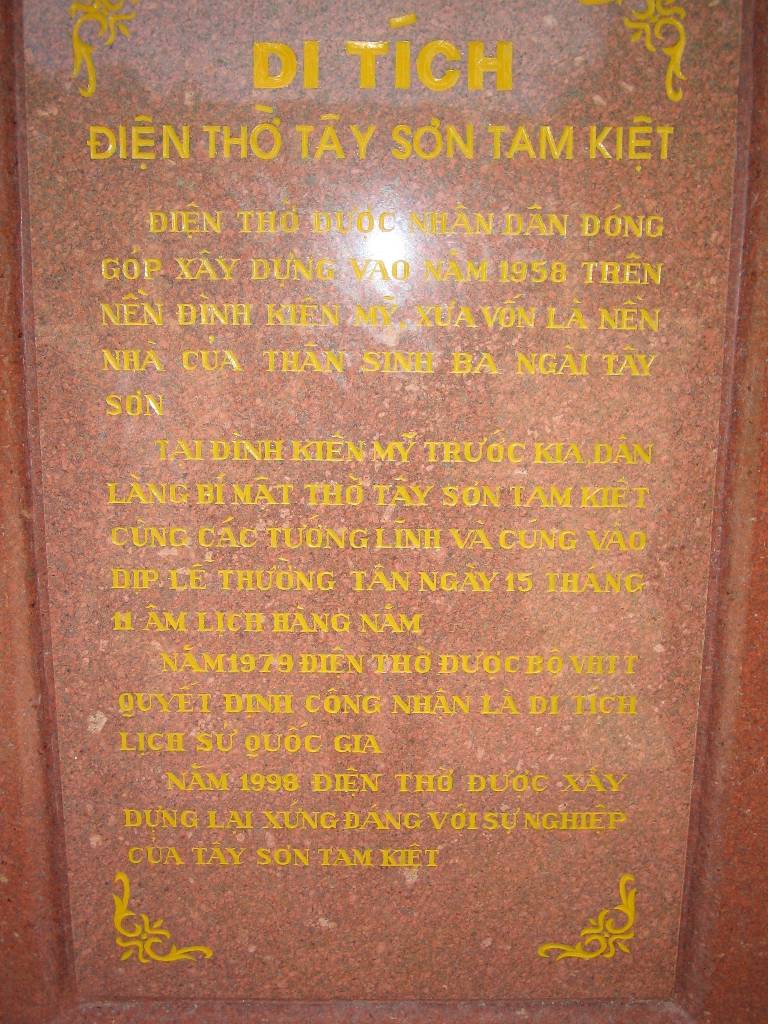 DI TÍCH
ĐIỆN THỜ TÂY SƠN TAM KIỆT
ĐIỆN THỜ ĐƯỢC NHÂN DÂN ĐÓNG
GÓP XÂY DỰNG VÀO NĂM 1958 TRÊN
NỀN ĐÌNH KIÊN MỸ, XƯA VỐN LÀ NỀN
NHÀ CỦA THÂN SINH BA NGÀI TÂY
SƠN
TẠI ĐÌNH KIÊN MỸ TRƯỚC KIA, DÂN
LÀNG BÍ MẬT THỜ TÂY SƠN TAM KIỆT
CÙNG CÁC TƯỚNG LĨNH VÀ CÚNG VÀO
DỊP LỄ THƯỜNG TÂN NGÀY 15 THÁNG
11 ÂM LỊCH HÀNG NĂM
NĂM 1979 ĐIỆN THỜ ĐƯỢC BỘ VHTT
QUYẾT ĐỊNH CÔNG NHẬN LÀ DI TÍCH
LỊCH SỬ QUỐC GIA
NĂM 1998 ĐIỆN THỜ ĐƯỢC XÂY
DỰNG LẠI XỨNG ĐÁNG VỚI SỰ NGHIỆP
CỦA TÂY SƠN TAM KIỆT